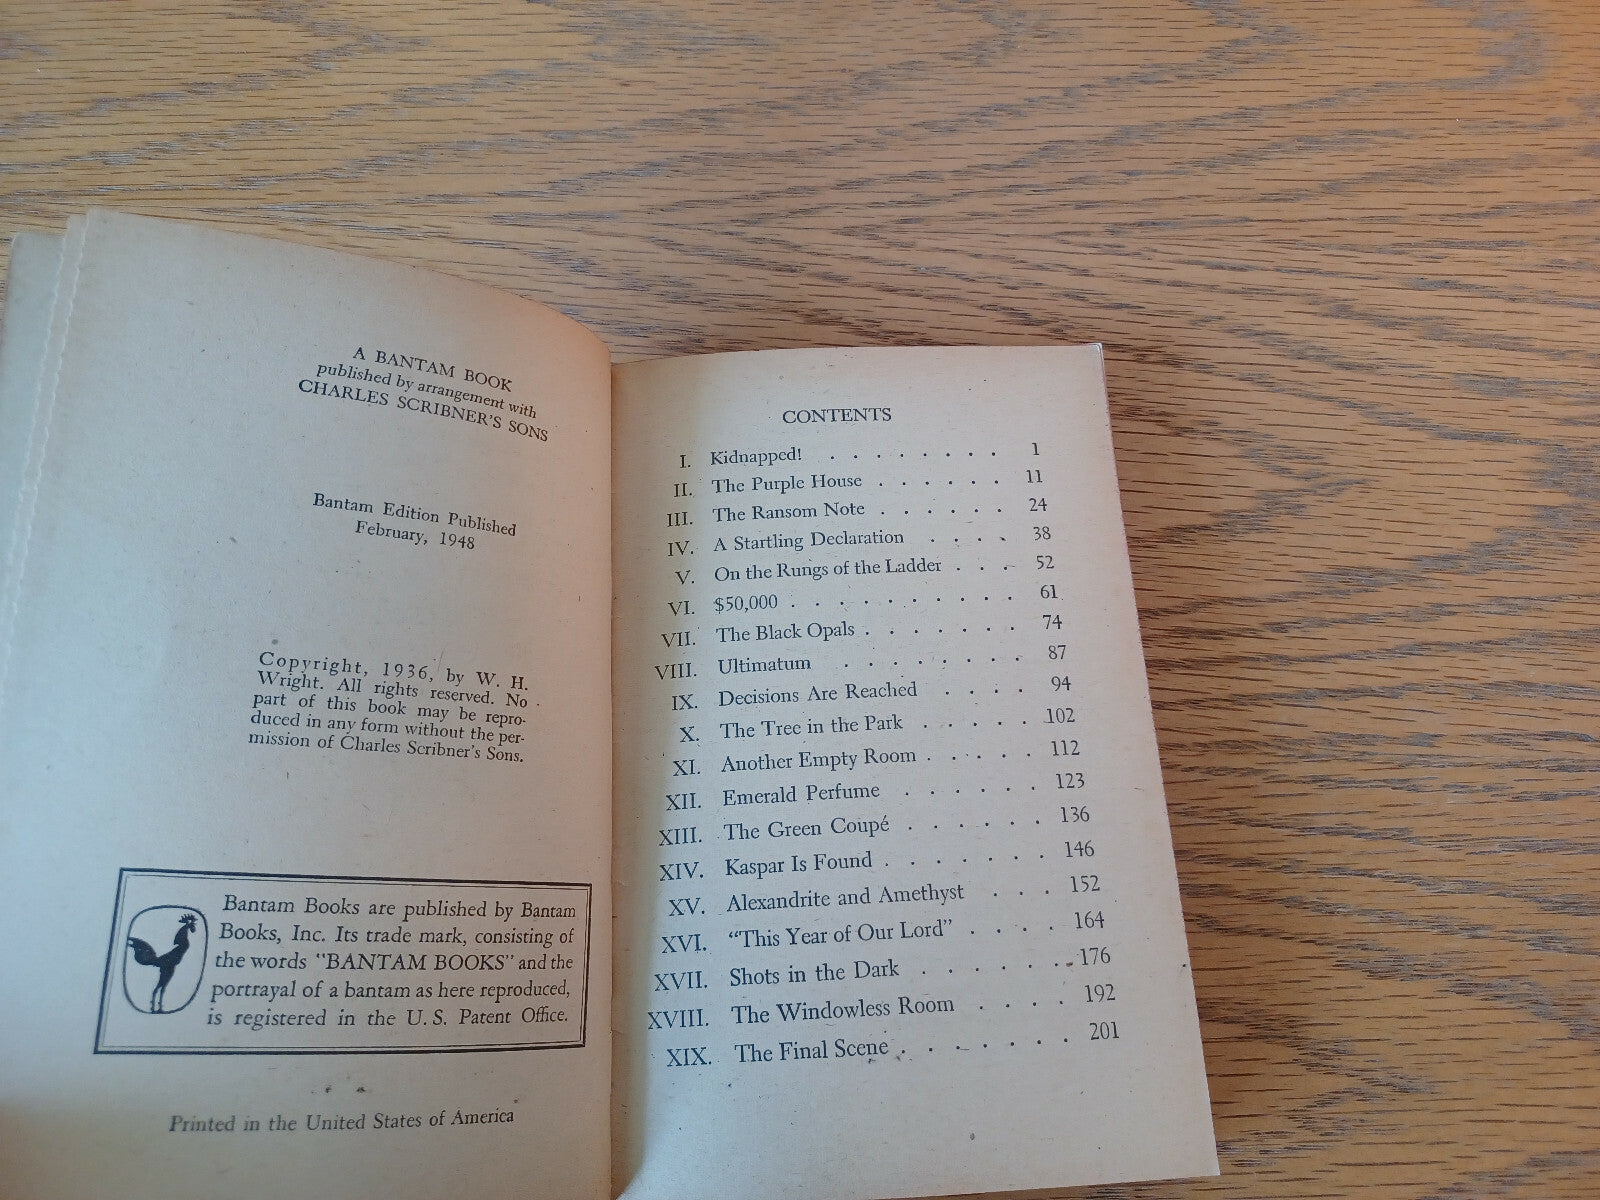 A BANTAM BOOK
published by arrangement with
CHARLES SCRIBNER'S SONS
Bantam Edition Published
February, 1948
Copyright, 1936, by W. H.
Wright. All rights reserved. No
part of this book may be repro-
duced in any form without the per-
mission of Charles Scribner's Sons.
Bantam Books are published by Bantam
Books, Inc. Its trade mark, consisting of
the words "BANTAM BOOKS" and the
portrayal of a bantam as here reproduced,
is registered in the U. S. Patent Office.
Printed in the United States of America
CONTENTS
I. Kidnapped! . . . . . . . . 1
II. The Purple House . . . . . . 11
III. The Ransom Note . . . . . . 24
IV. A Startling Declaration . . . . 38
V. On the Rungs of the Ladder . . . 52
VI. $50,000 . . . . . . . . . . 61
VII. The Black Opals . . . . . . . 74
VIII. Ultimatum . . . . . . . . 87
IX. Decisions Are Reached . . . . 94
X. The Tree in the Park . . . . . 102
XI. Another Empty Room . . . . . 112
XII. Emerald Perfume . . . . . . 123
XIII. The Green Coupé . . . . . . 136
XIV. Kaspar Is Found . . . . . . . 146
XV. Alexandrite and Amethyst . . . 152
XVI. "This Year of Our Lord" . . . . 164
XVII. Shots in the Dark . . . . . . 176
XVIII. The Windowless Room . . . . 192
XIX. The Final Scene . . . . . . . 201